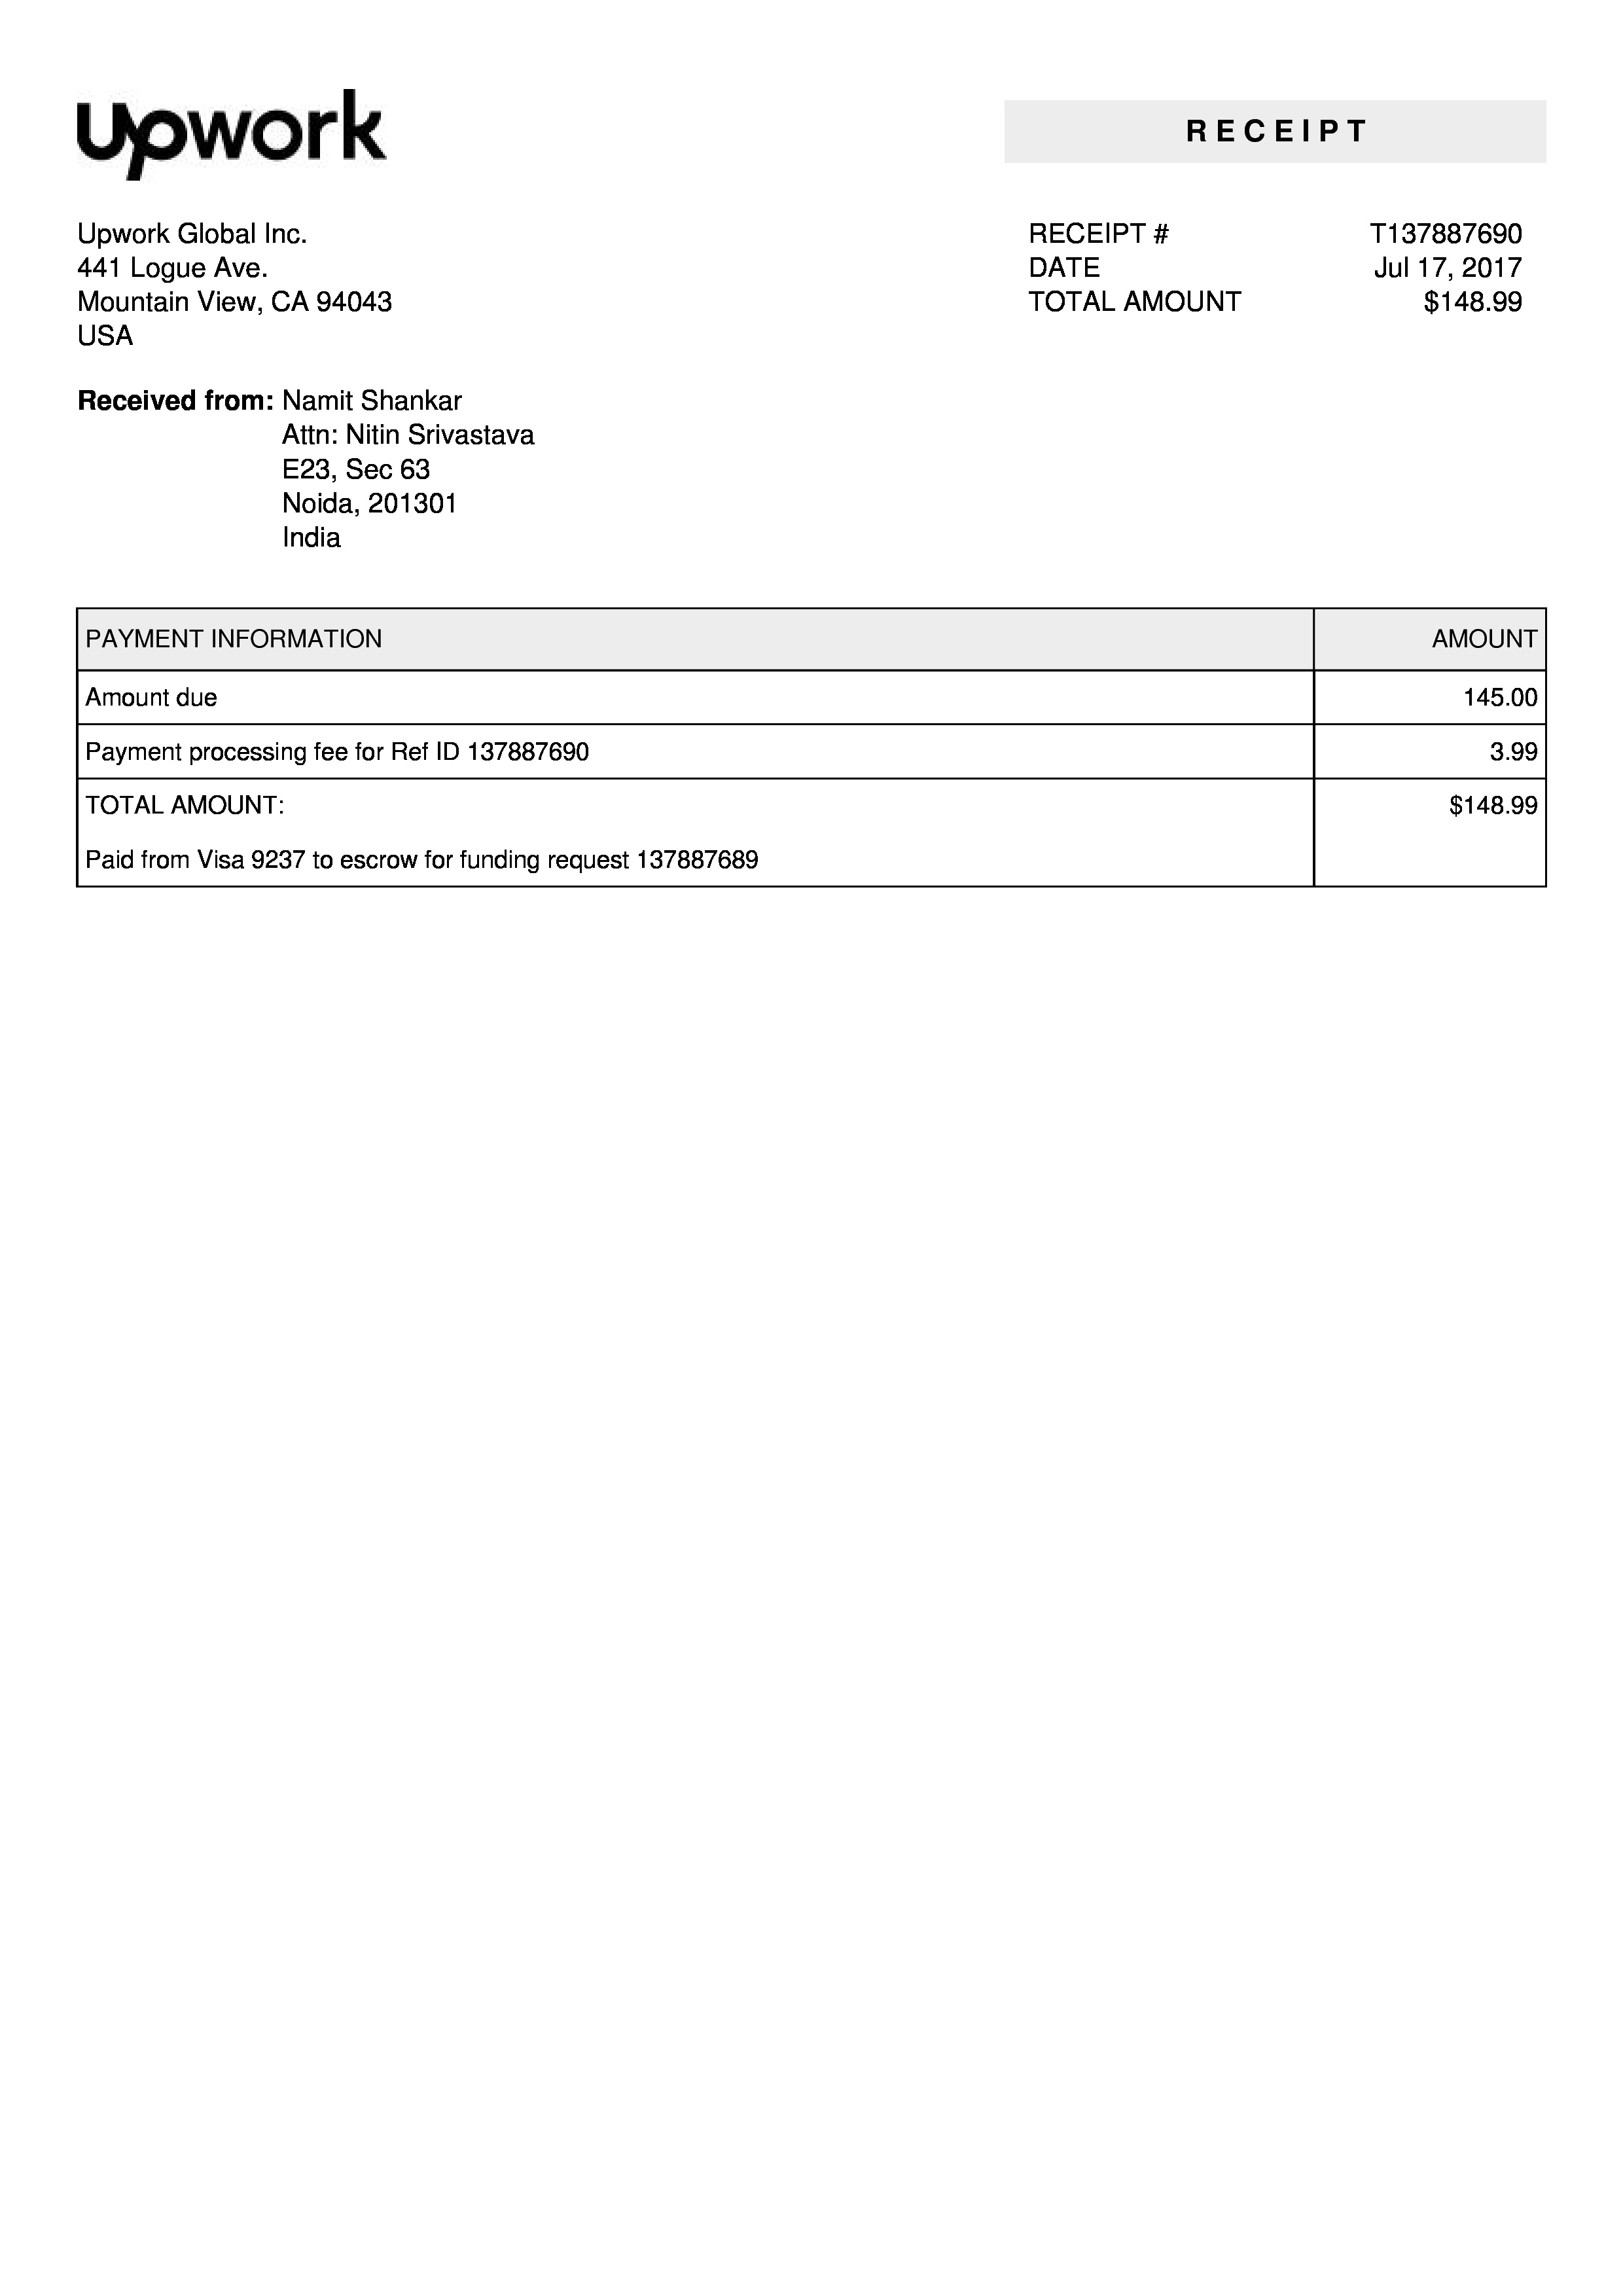 Upwork
RECEIPT
Upwork Global Inc.
441 Logue Ave.
Mountain View, CA 94043
USA
RECEIPT # T137887690
DATE Jul 17, 2017
TOTAL AMOUNT $148.99
Received from: Namit Shankar
Attn: Nitin Srivastava
E23, Sec 63
Noida, 201301
India
PAYMENT INFORMATION AMOUNT
Amount due 145.00
Payment processing fee for Ref ID 137887690 3.99
TOTAL AMOUNT: $148.99
Paid from Visa 9237 to escrow for funding request 137887689